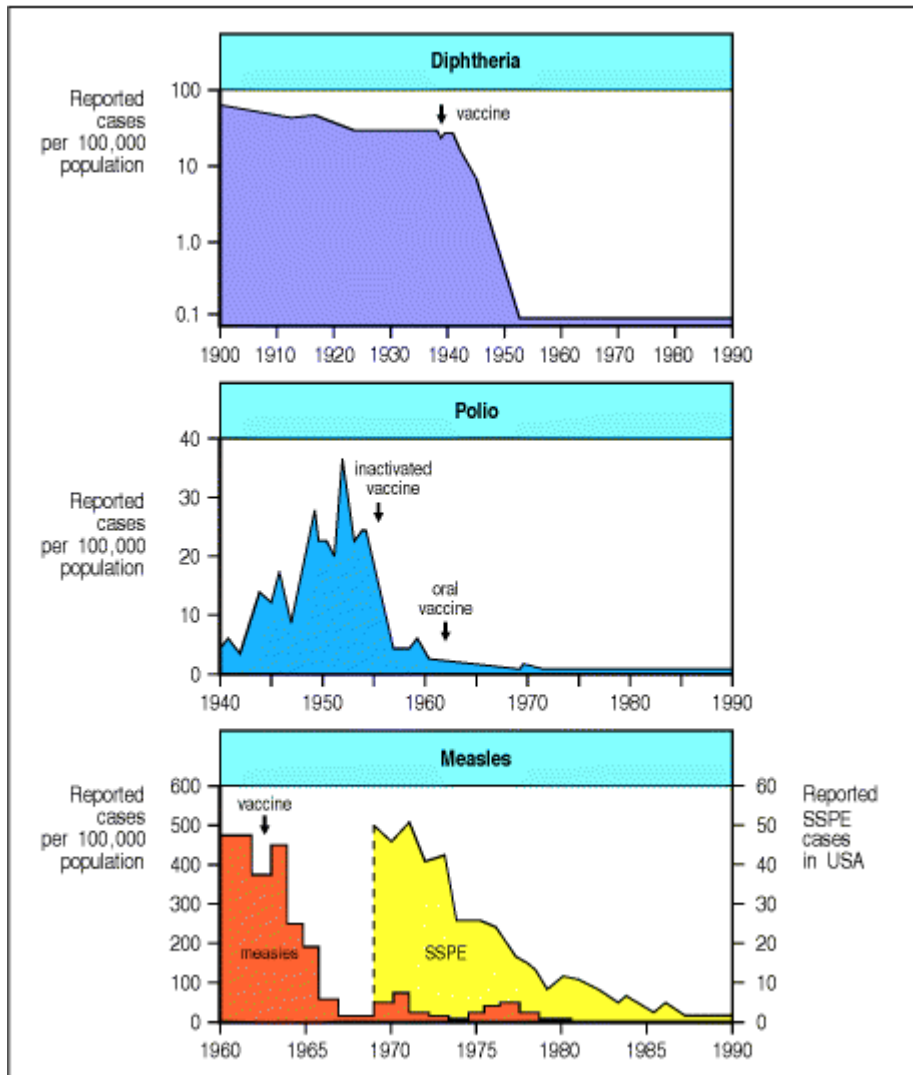 Diphtheria
Reported
cases
per 100,000
population
100
10
1.0
0.1
vaccine
1900 1910 1920 1930 1940 1950 1960 1970 1980 1990
Polio
Reported
cases
per 100,000
population
40
30
20
10
0
inactivated
vaccine
oral
vaccine
1940 1950 1960 1970 1980 1990
Measles
Reported
cases
per 100,000
population
600
500
400
300
200
100
0
vaccine
measies
SSPE
60
50
40
30
20
10
0
Reported
SSPE
cases
in USA
1960 1965 1970 1975 1980 1985 1990